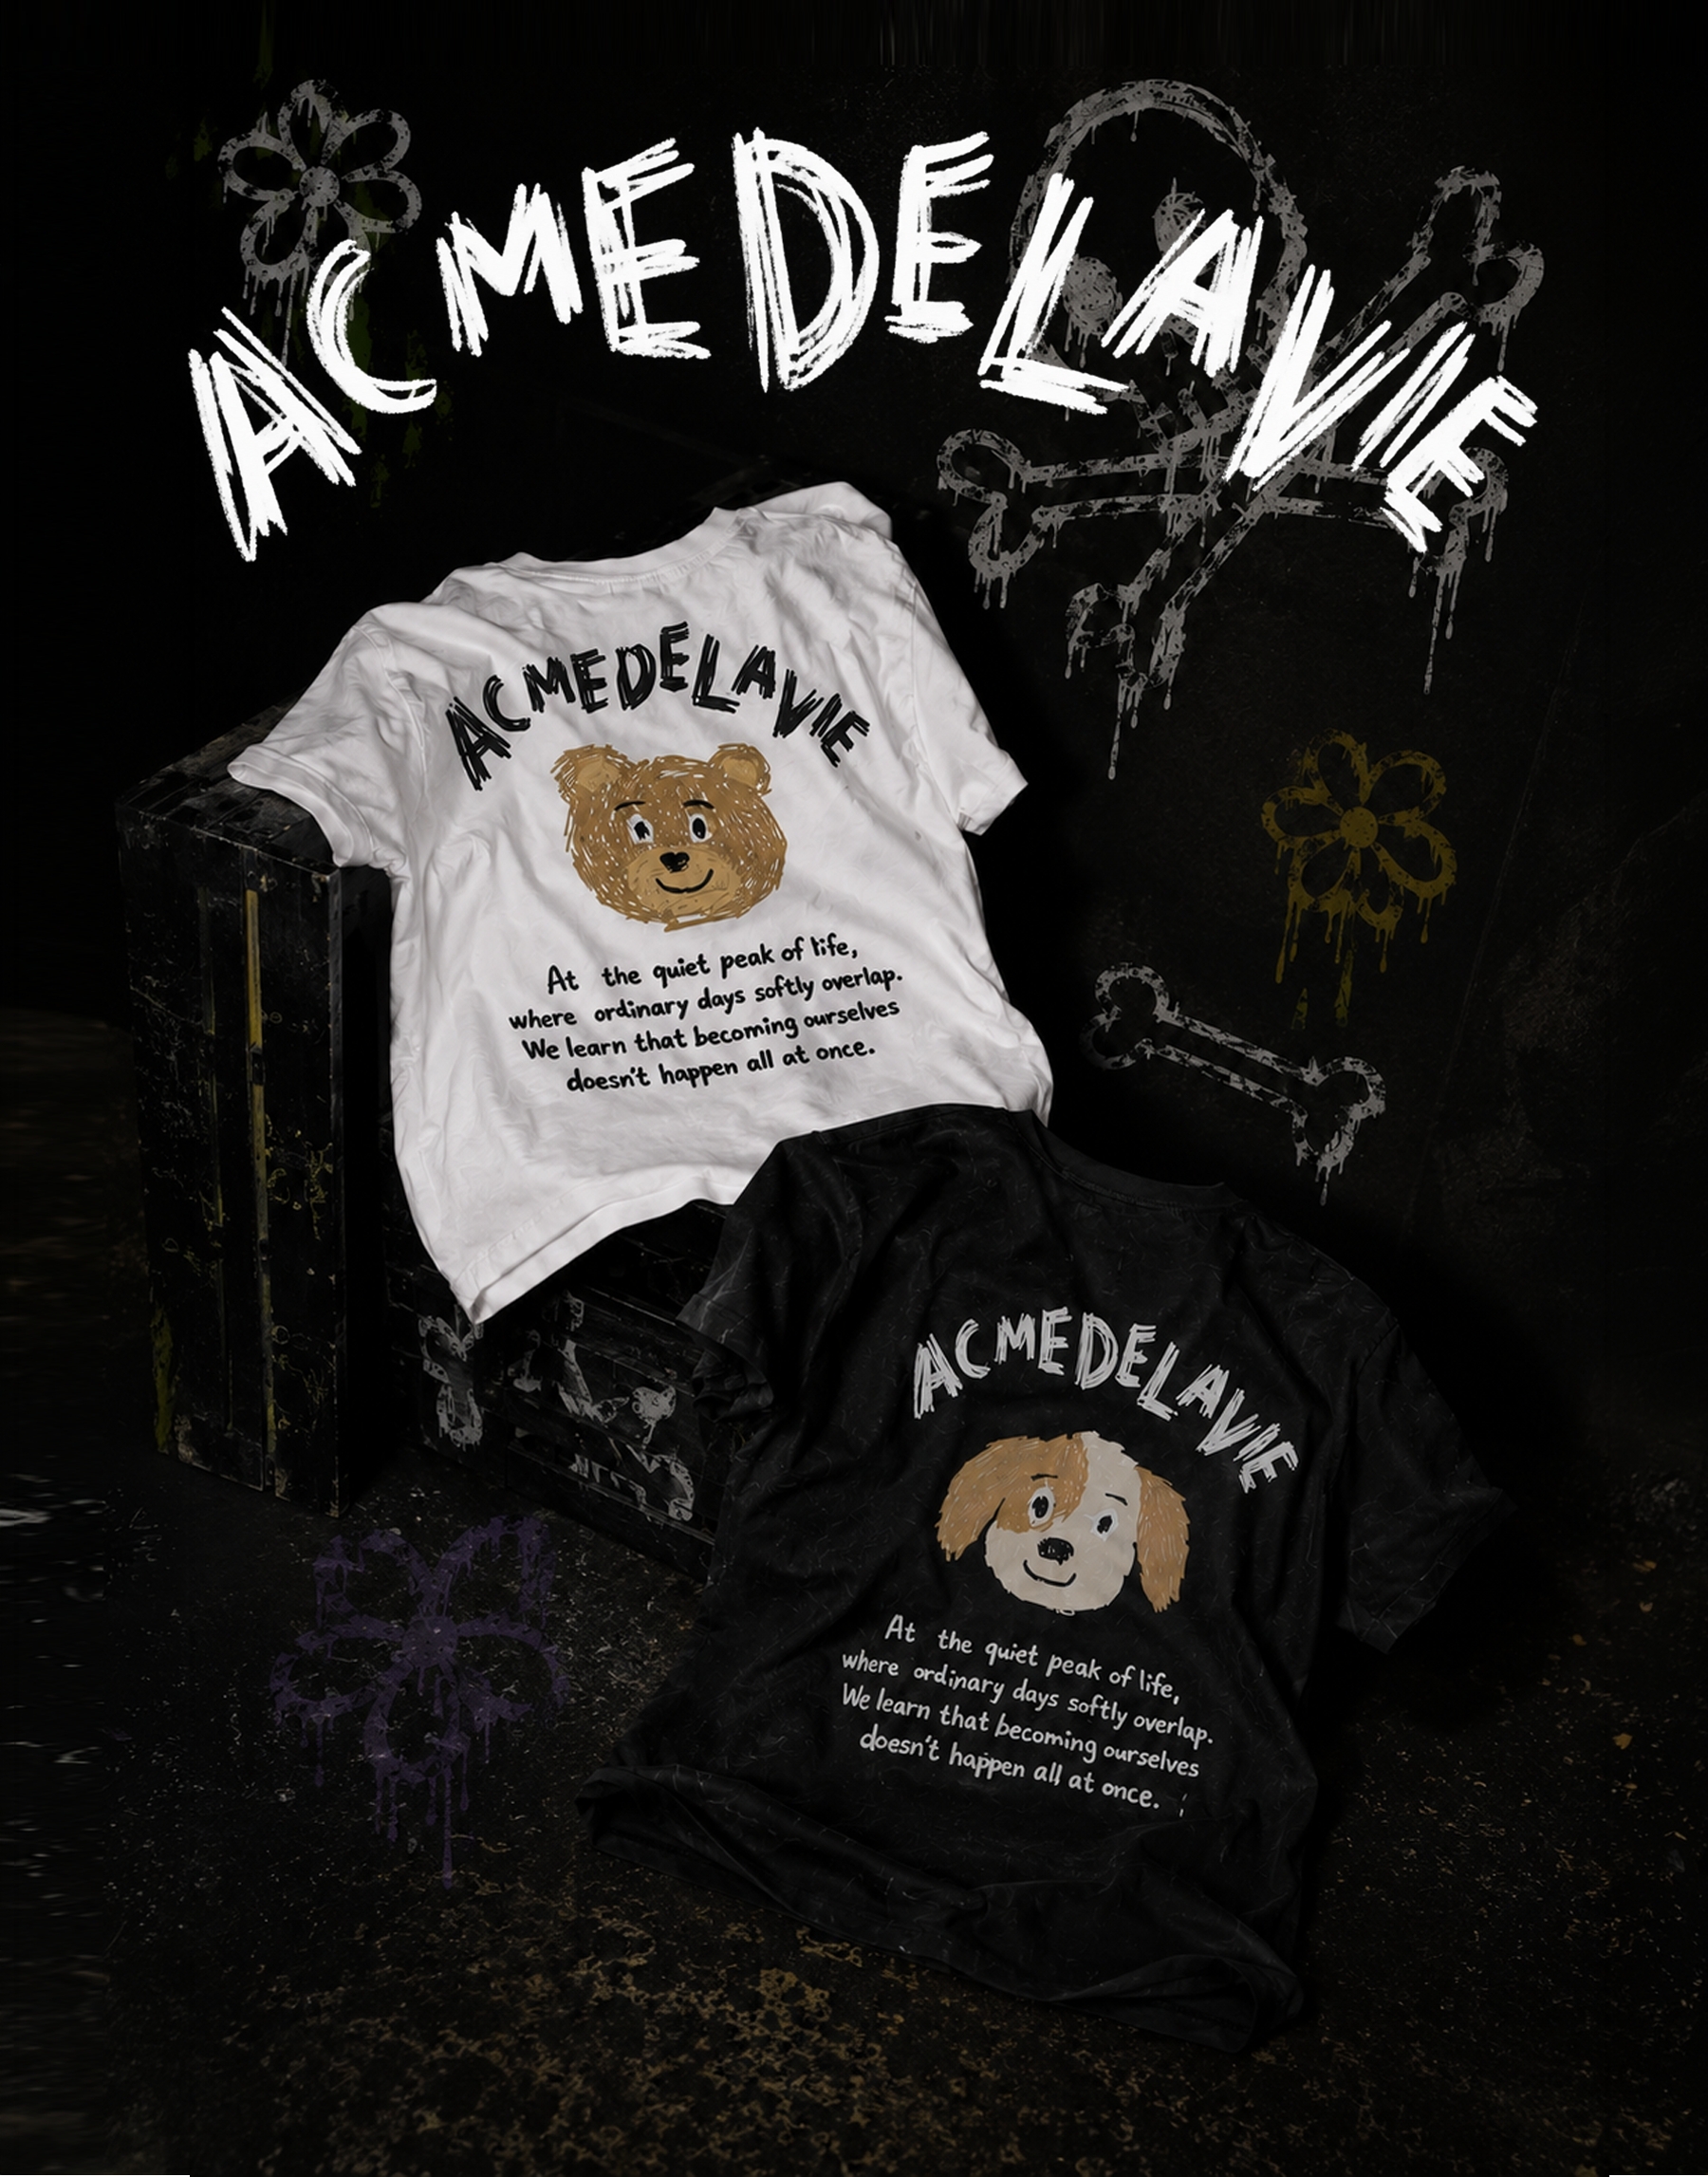 ACMEDELAVIE
ACMEDELAVIE
At the quiet peak of life,
where ordinary days softly overlap.
We learn that becoming ourselves
doesn't happen all at once.
ACMEDELAVIE
At the quiet peak of life,
where ordinary days softly overlap.
We learn that becoming ourselves
doesn't happen all at once.